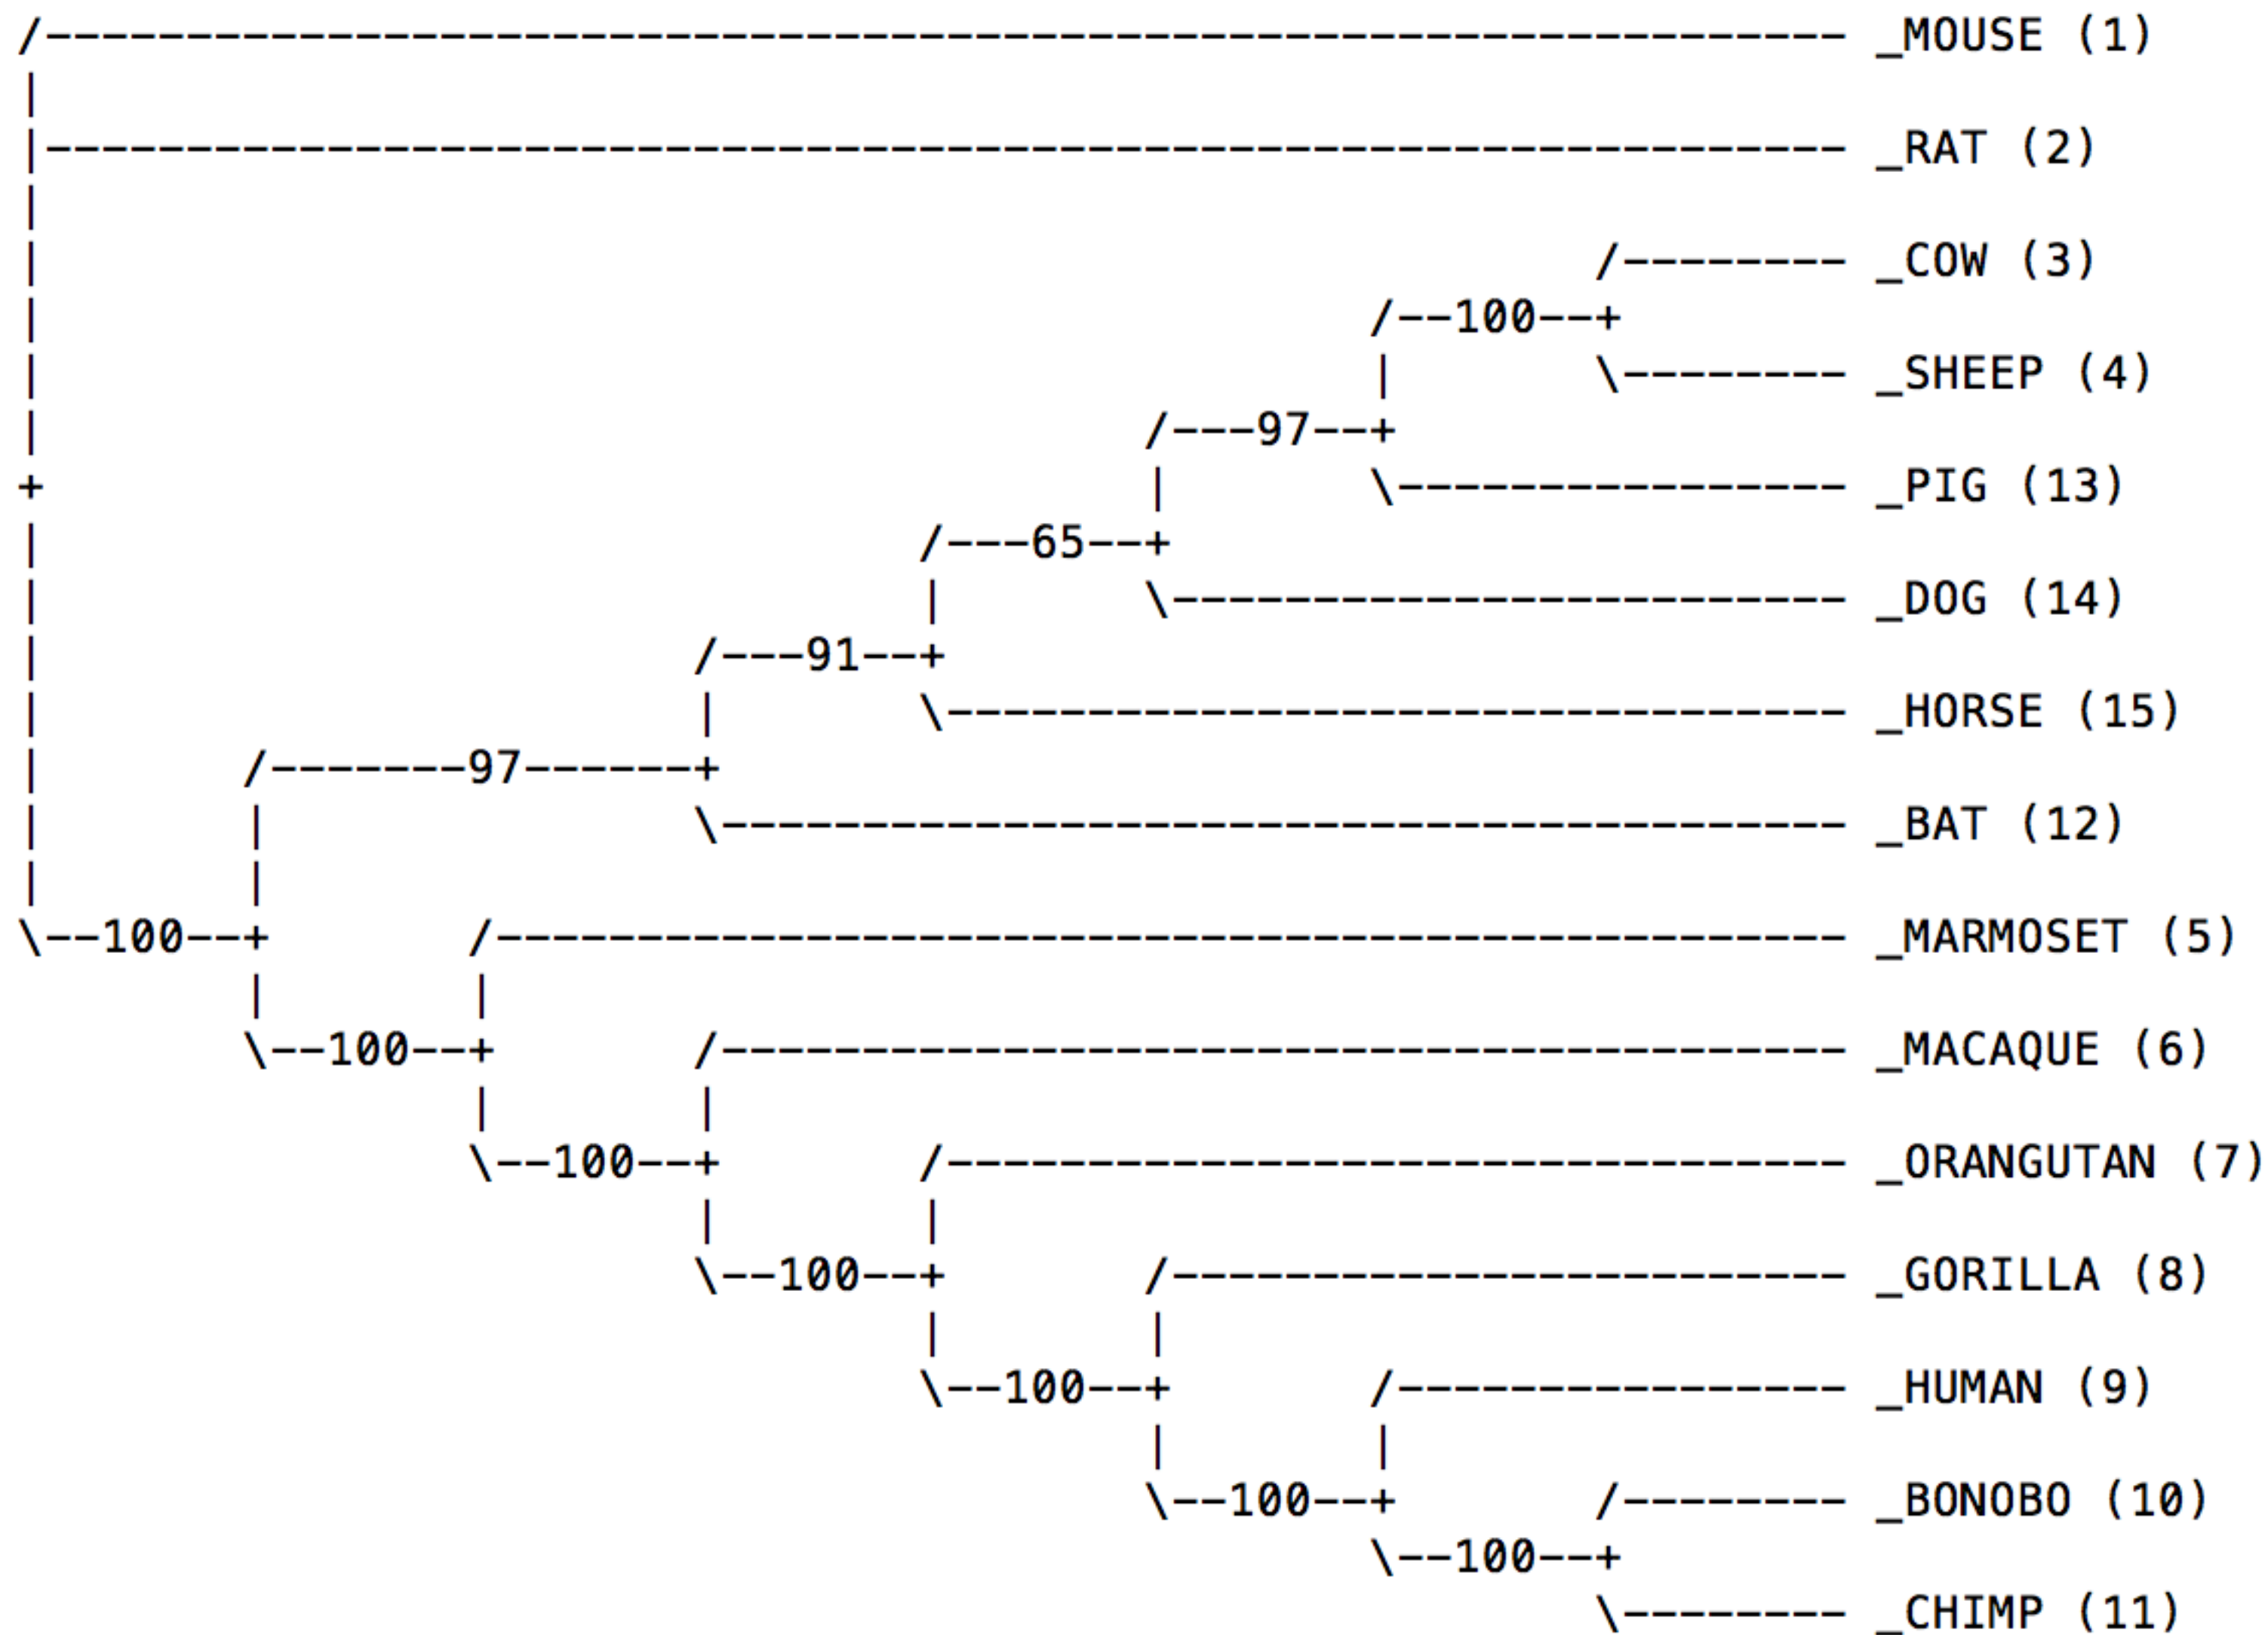 /---------------------------------------------------------------- _MOUSE (1)
|
|---------------------------------------------------------------- _RAT (2)
|
|                                                       /-------- _COW (3)
|                                               /--100--+
|                                               |       \-------- _SHEEP (4)
|                                       /---97--+
+                                       |       \---------------- _PIG (13)
|                               /---65--+
|                               |       \------------------------ _DOG (14)
|                       /---91--+
|                       |       \-------------------------------- _HORSE (15)
|       /-------97------+
|       |               \---------------------------------------- _BAT (12)
|       |
\--100--+       /------------------------------------------------ _MARMOSET (5)
        |       |
        \--100--+       /---------------------------------------- _MACAQUE (6)
                |       |
                \--100--+       /-------------------------------- _ORANGUTAN (7)
                        |       |
                        \--100--+       /------------------------ _GORILLA (8)
                                |       |
                                \--100--+       /---------------- _HUMAN (9)
                                        |       |
                                        \--100--+       /-------- _BONOBO (10)
                                                \--100--+
                                                        \-------- _CHIMP (11)